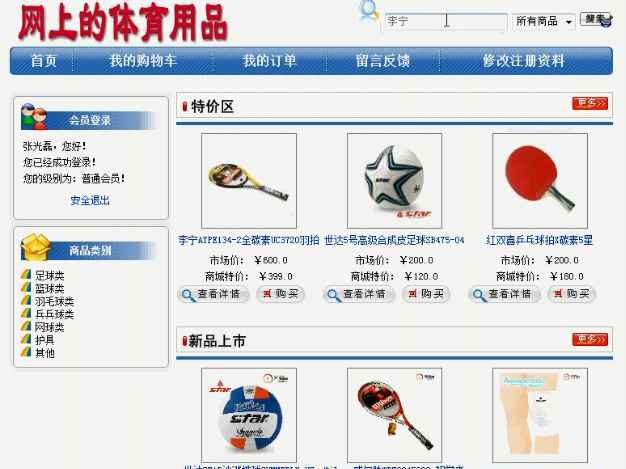 网上的体育用品
李宁
所有商品
搜索
首页
我的购物车
我的订单
留言反馈
修改注册资料
会员登录
张光磊，您好！
您已经成功登录！
您的级别为：普通会员！
安全退出
商品类别
足球类
篮球类
羽毛球类
乒乓球类
网球类
护具
其他
特价区
更多>>
李宁AYPE134-2全碳素UC3720羽拍
世达5号高级合成皮足球SB475-04
红双喜乒乓球拍X碳素5星
市场价：￥600.0
市场价：￥200.0
市场价：￥200.0
商城特价：￥399.0
商城特价：￥120.0
商城特价：￥180.0
查看详情
购买
查看详情
购买
查看详情
购买
新品上市
更多>>
star
star